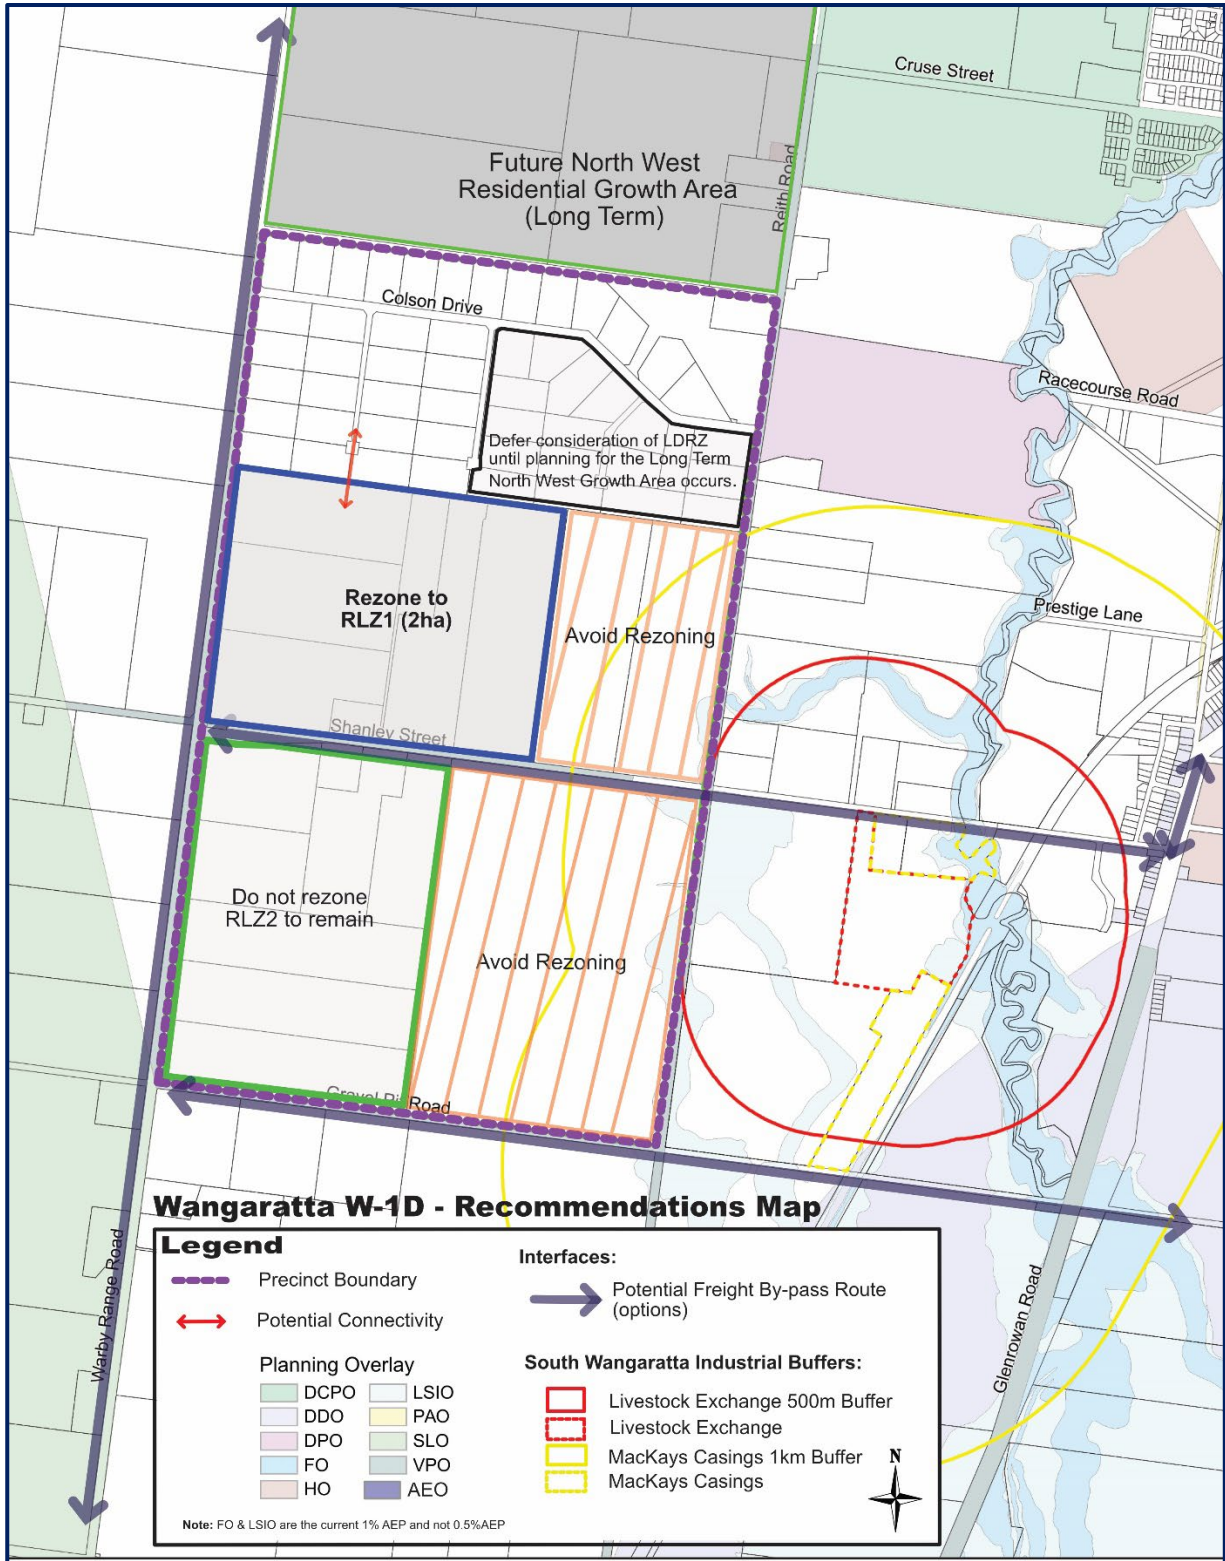 Cruse Street
Future North West
Residential Growth Area
(Long Term)
Reith Road
Colson Drive
Racecourse Road
Defer consideration of LDRZ
until planning for the Long Term
North West Growth Area occurs.
Rezone to
RLZ1 (2ha)
Avoid Rezoning
Prestige Lane
Shanley Street
Do not rezone
RLZ2 to remain
Avoid Rezoning
Road
Wangaratta W-1D - Recommendations Map
Legend
Precinct Boundary
Potential Connectivity
Planning Overlay
DCPO
DDO
DPO
FO
HO
LSIO
PAO
SLO
VPO
AEO
Interfaces:
Potential Freight By-pass Route
(options)
South Wangaratta Industrial Buffers:
Livestock Exchange 500m Buffer
Livestock Exchange
MacKays Casings 1km Buffer
MacKays Casings
N
Note: FO & LSIO are the current 1% AEP and not 0.5%AEP
Warby Range Road
Glenrowan Road